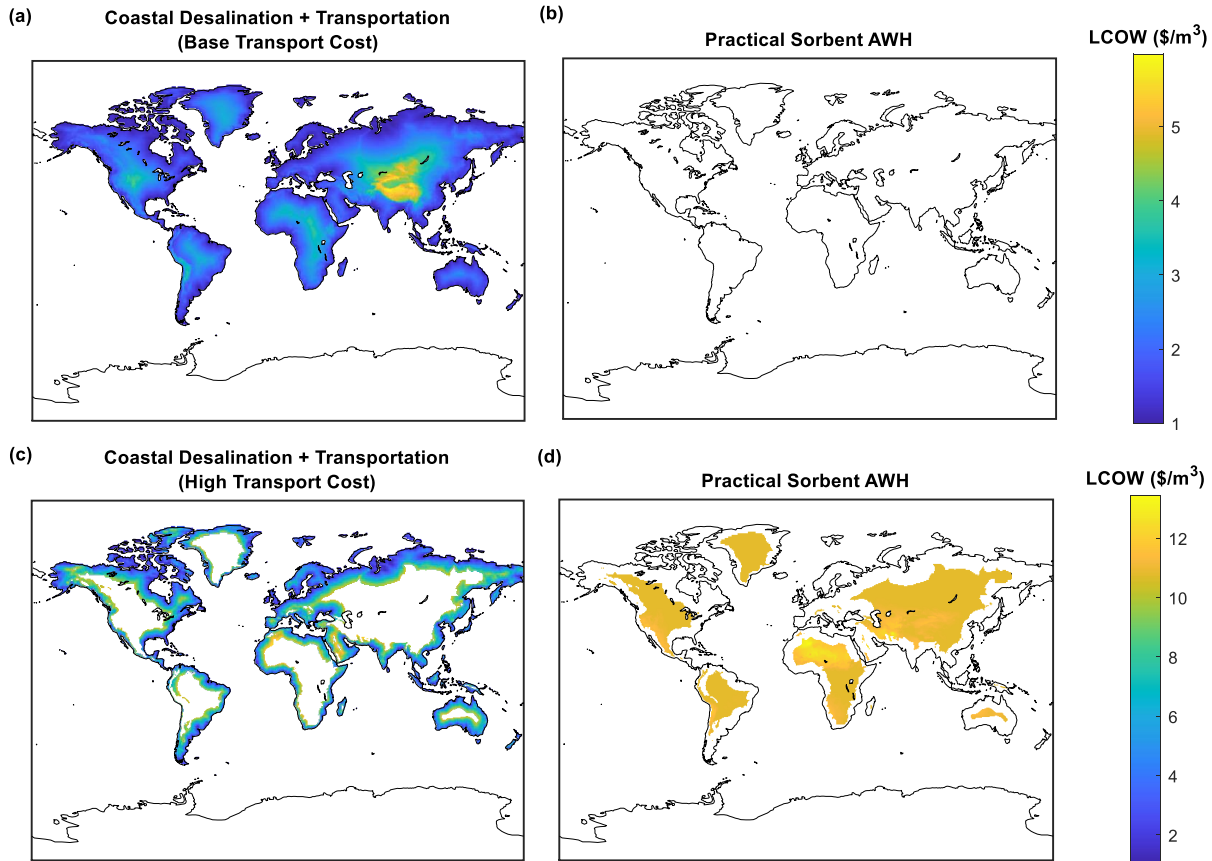 (a)
Coastal Desalination + Transportation
(Base Transport Cost)
(b)
Practical Sorbent AWH
LCOW ($/m³)
5
4
3
2
1
(c)
Coastal Desalination + Transportation
(High Transport Cost)
(d)
Practical Sorbent AWH
LCOW ($/m³)
12
10
8
6
4
2